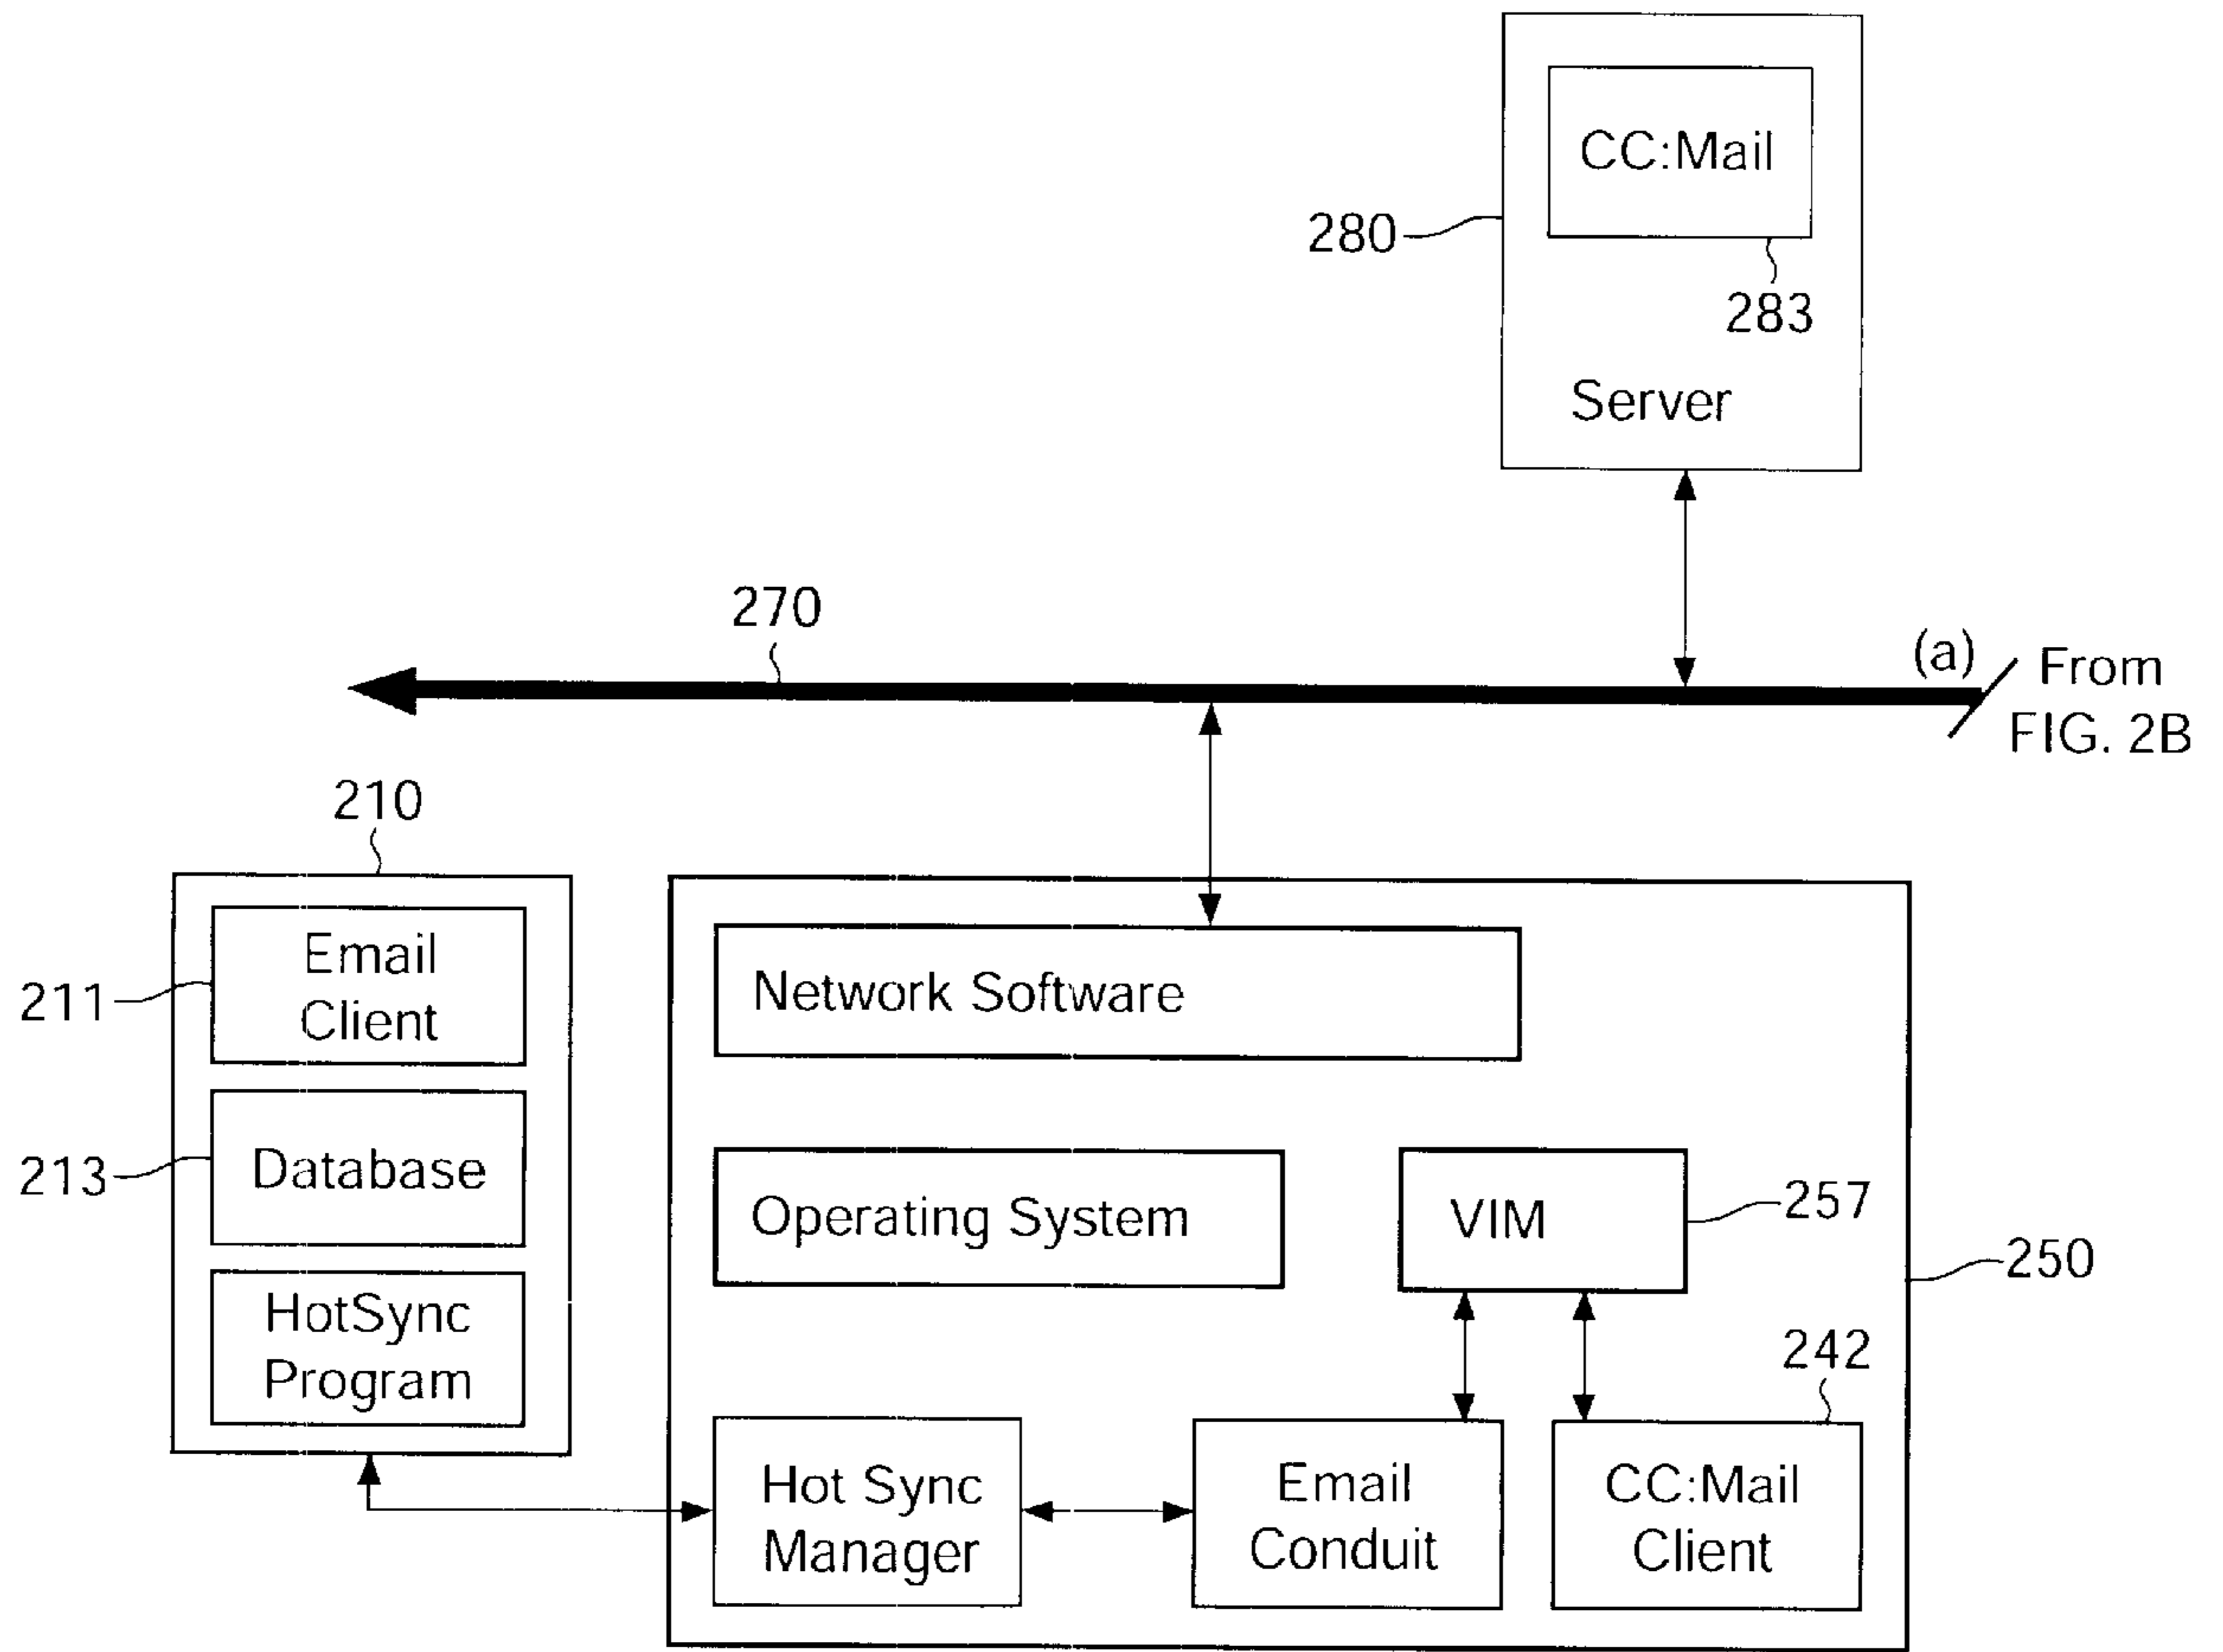 CC:Mail
280
283
Server
270
(a)
From
FIG. 2B
210
Email
Client
211
Network Software
Database
213
Operating System
VIM
257
250
HotSync
Program
242
Hot Sync
Manager
Email
Conduit
CC:Mail
Client